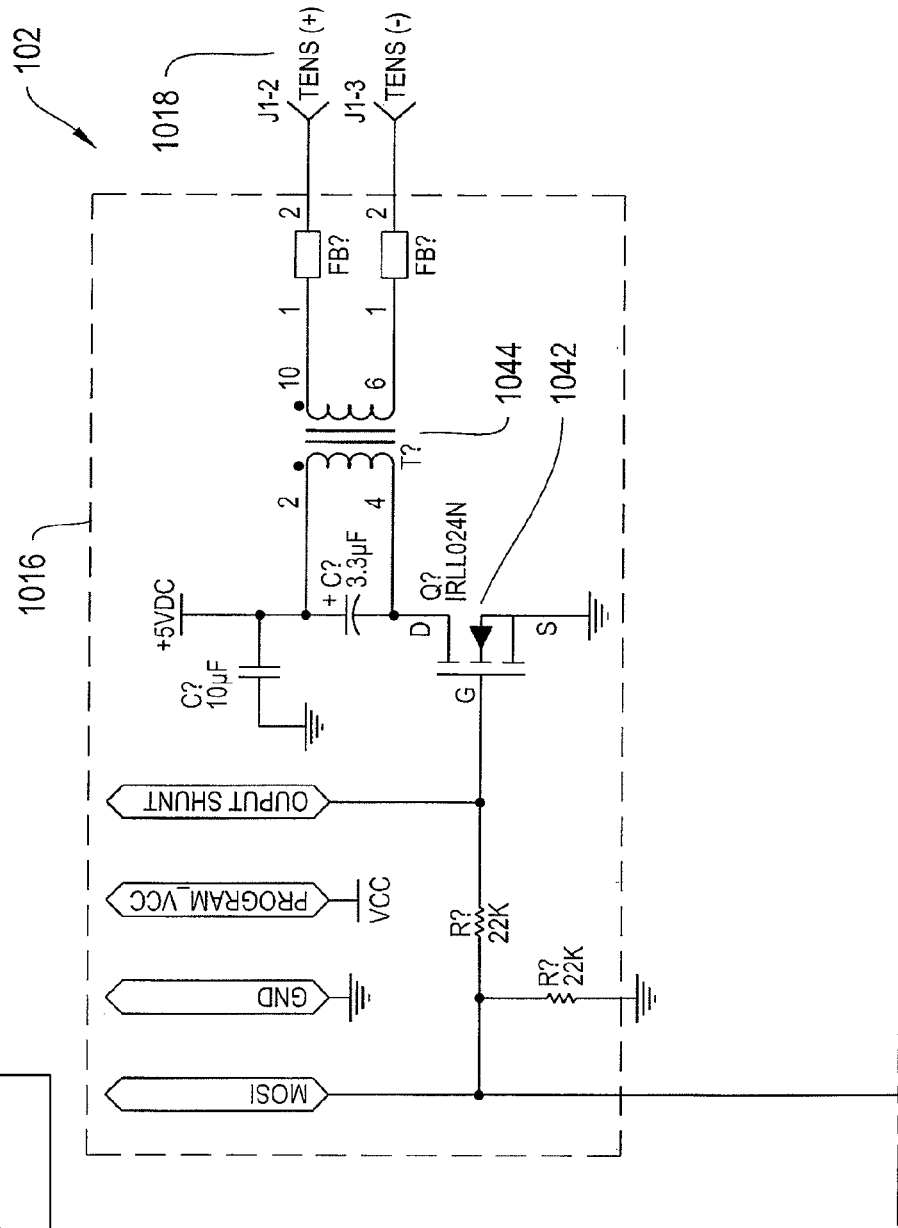 102
1018
J1-2
TENS (+)
J1-3
TENS (-)
1016
2
FB?
1
2
FB?
1
10
6
1044
1042
T?
2
4
+5VDC
C?
10µF
+ C?
3.3µF
Q?
IRLL024N
D
G
S
OUPUT SHUNT
PROGRAM_VCC
VCC
GND
MOSI
R?
22K
R?
22K